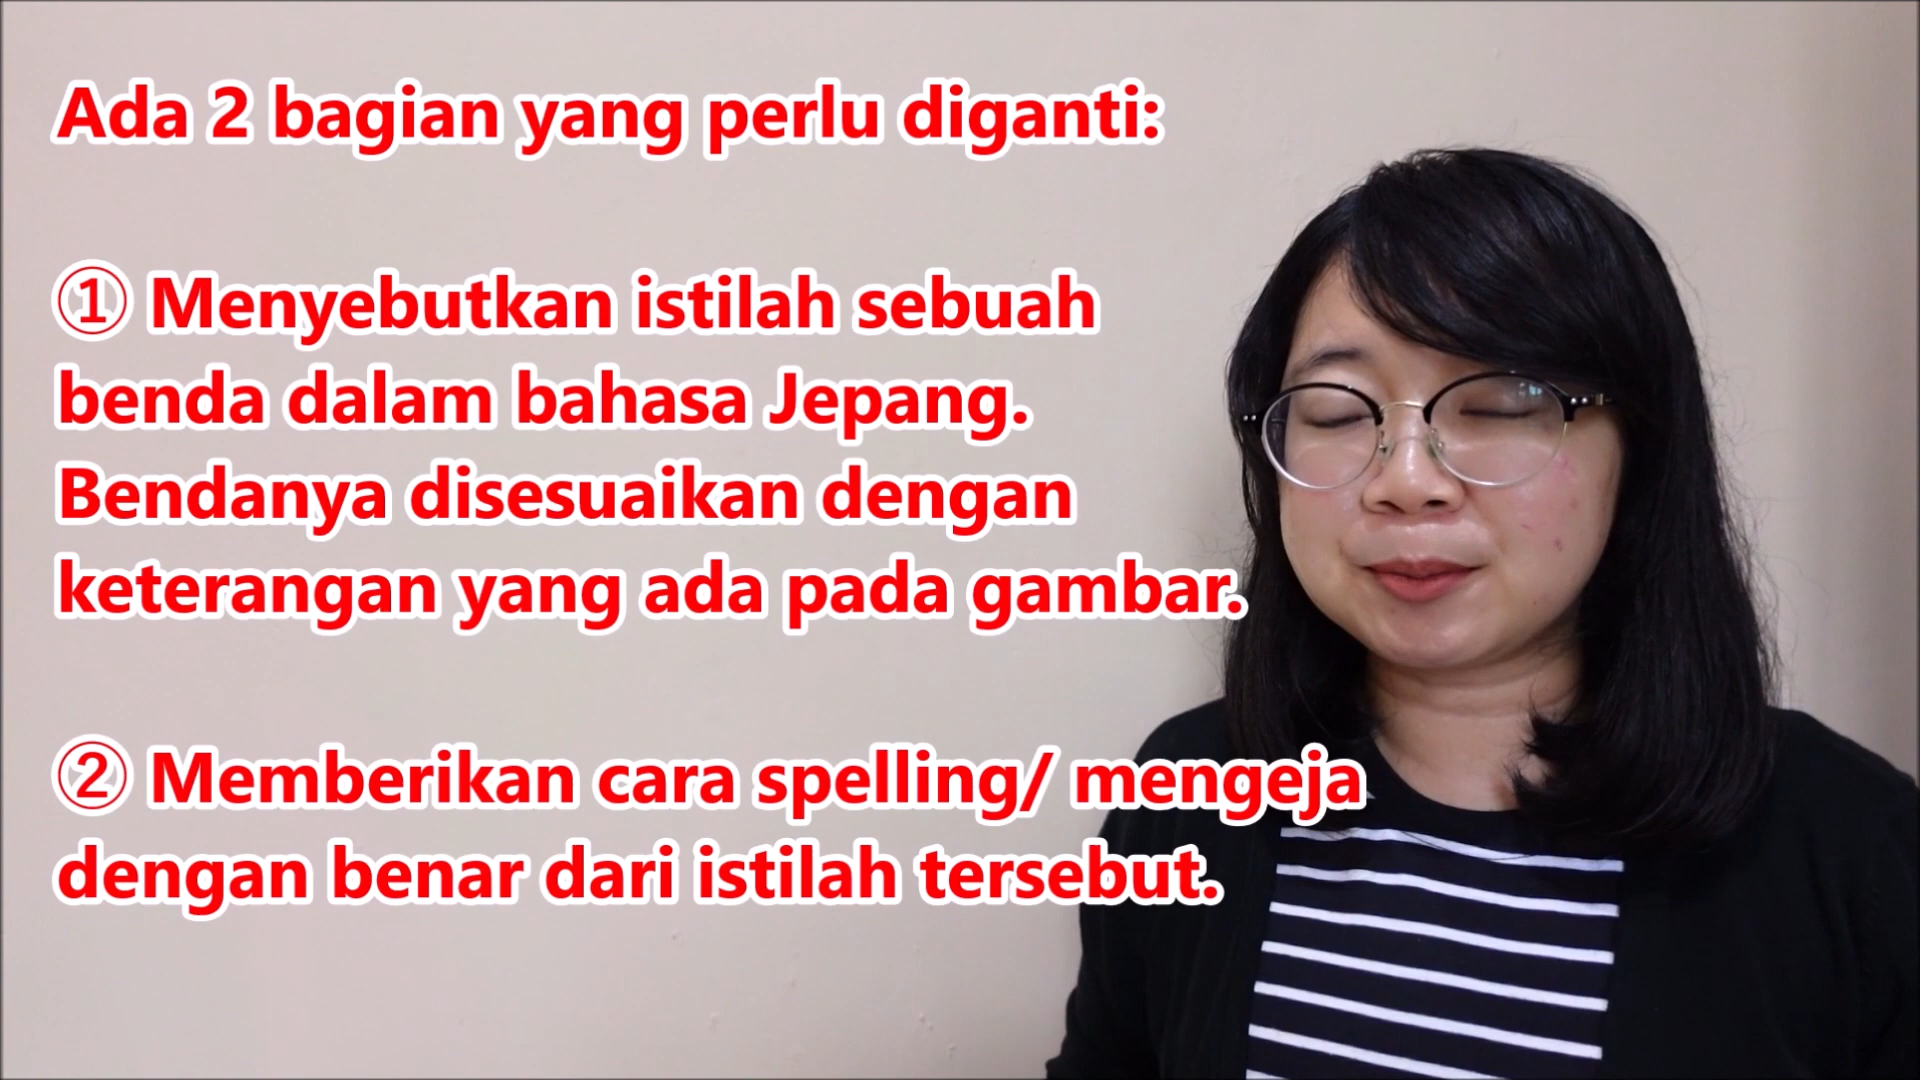 Ada 2 bagian yang perlu diganti:
① Menyebutkan istilah sebuah
benda dalam bahasa Jepang.
Bendanya disesuaikan dengan
keterangan yang ada pada gambar.
② Memberikan cara spelling/ mengeja
dengan benar dari istilah tersebut.